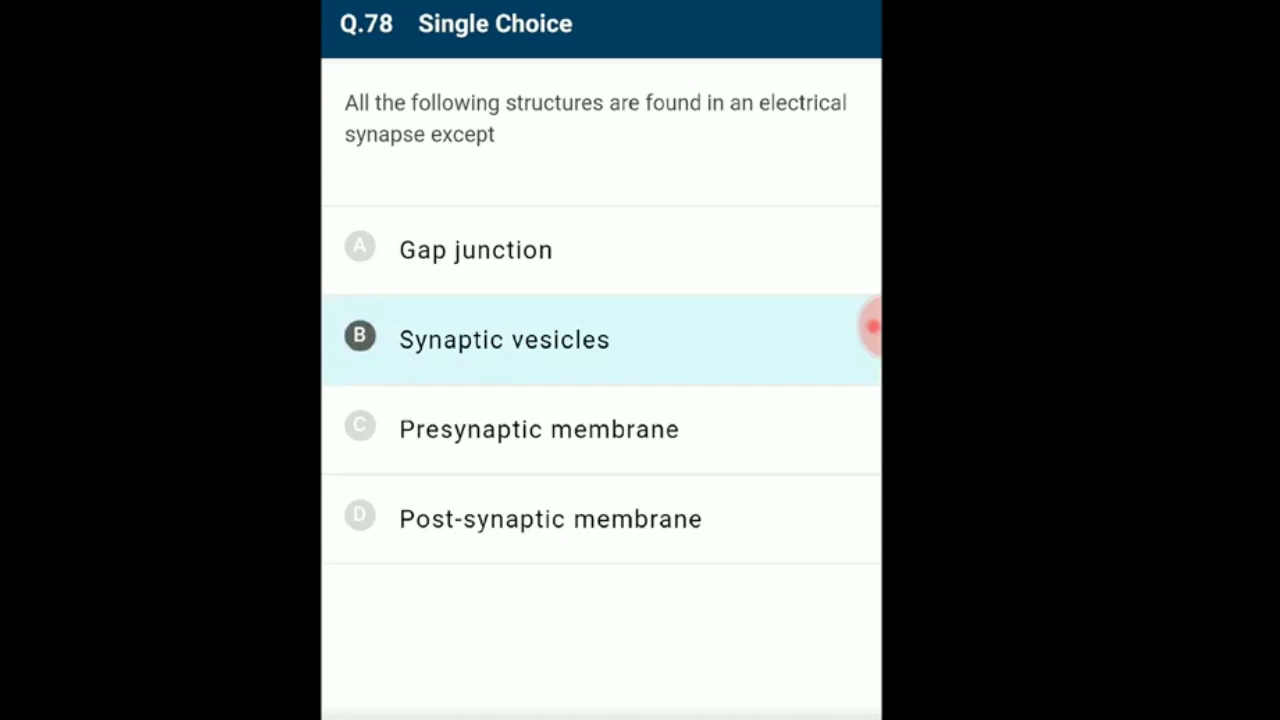 Q.78 Single Choice
All the following structures are found in an electrical
synapse except
A Gap junction
B Synaptic vesicles
C Presynaptic membrane
D Post-synaptic membrane